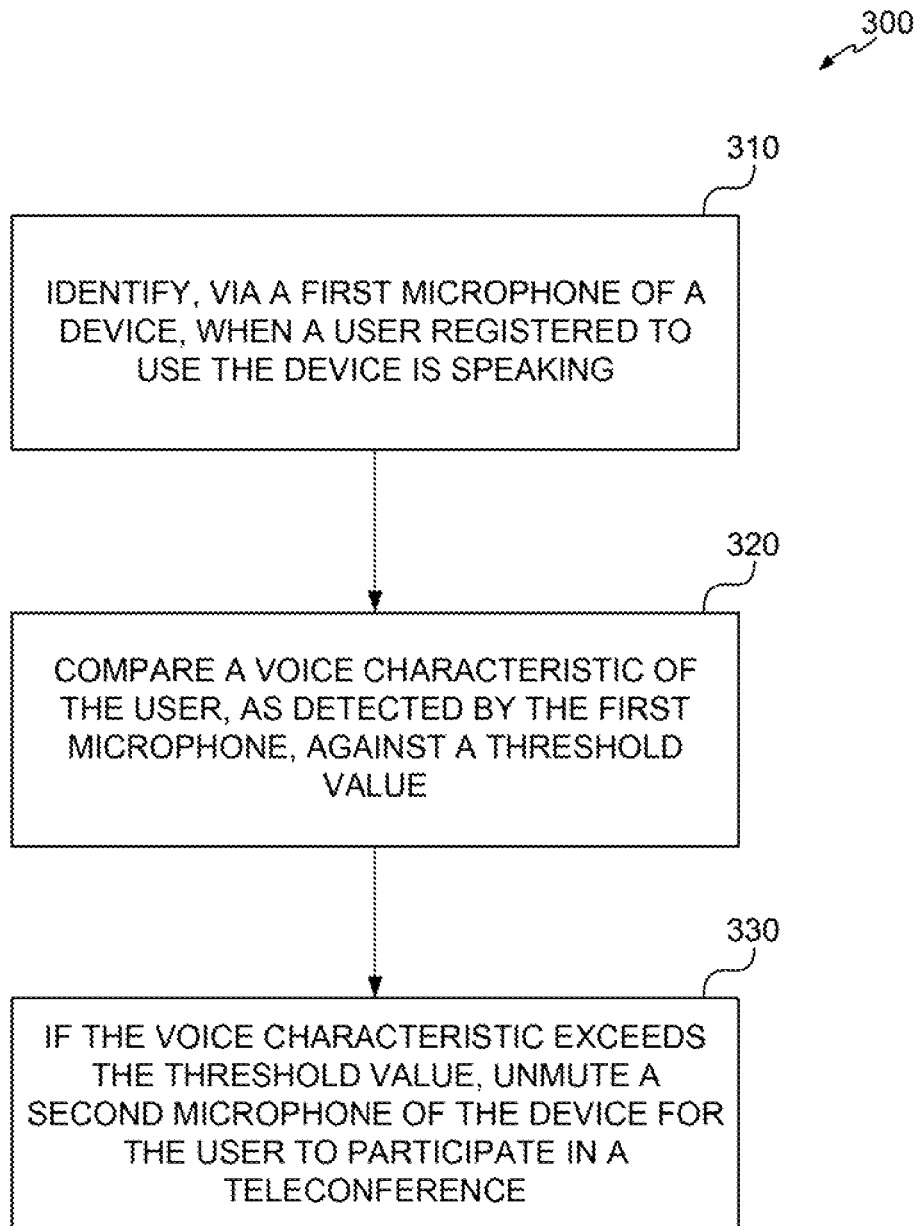 300
310
IDENTIFY, VIA A FIRST MICROPHONE OF A
DEVICE, WHEN A USER REGISTERED TO
USE THE DEVICE IS SPEAKING
320
COMPARE A VOICE CHARACTERISTIC OF
THE USER, AS DETECTED BY THE FIRST
MICROPHONE, AGAINST A THRESHOLD
VALUE
330
IF THE VOICE CHARACTERISTIC EXCEEDS
THE THRESHOLD VALUE, UNMUTE A
SECOND MICROPHONE OF THE DEVICE FOR
THE USER TO PARTICIPATE IN A
TELECONFERENCE